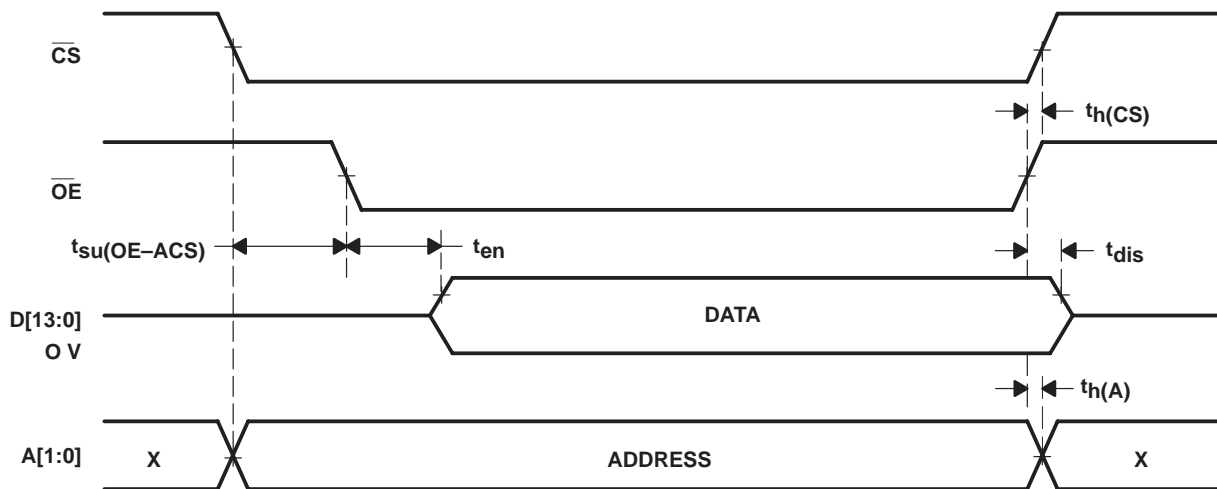 CS
th(CS)
OE
tsu(OE–ACS)
ten
tdis
D[13:0]
DATA
O V
th(A)
A[1:0]
X
ADDRESS
X